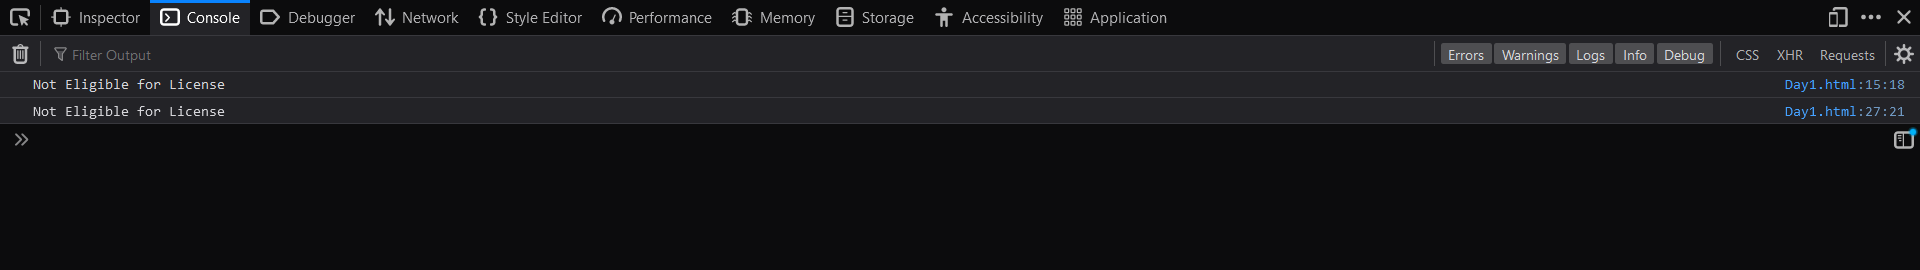 Inspector Console Debugger Network Style Editor Performance Memory Storage Accessibility Application
Filter Output Errors Warnings Logs Info Debug CSS XHR Requests
Not Eligible for License Day1.html:15:18
Not Eligible for License Day1.html:27:21